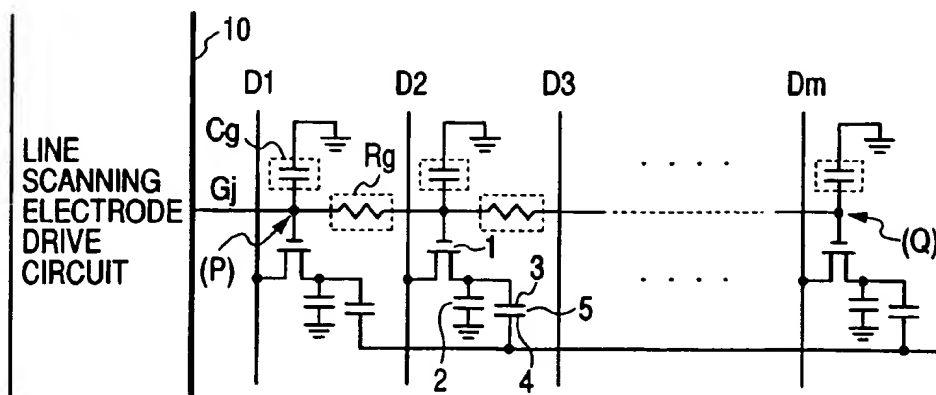 10
D1
D2
D3
Dm
Cg
Rg
Gj
LINE
SCANNING
ELECTRODE
DRIVE
CIRCUIT
(P)
1
(Q)
3
5
2
4